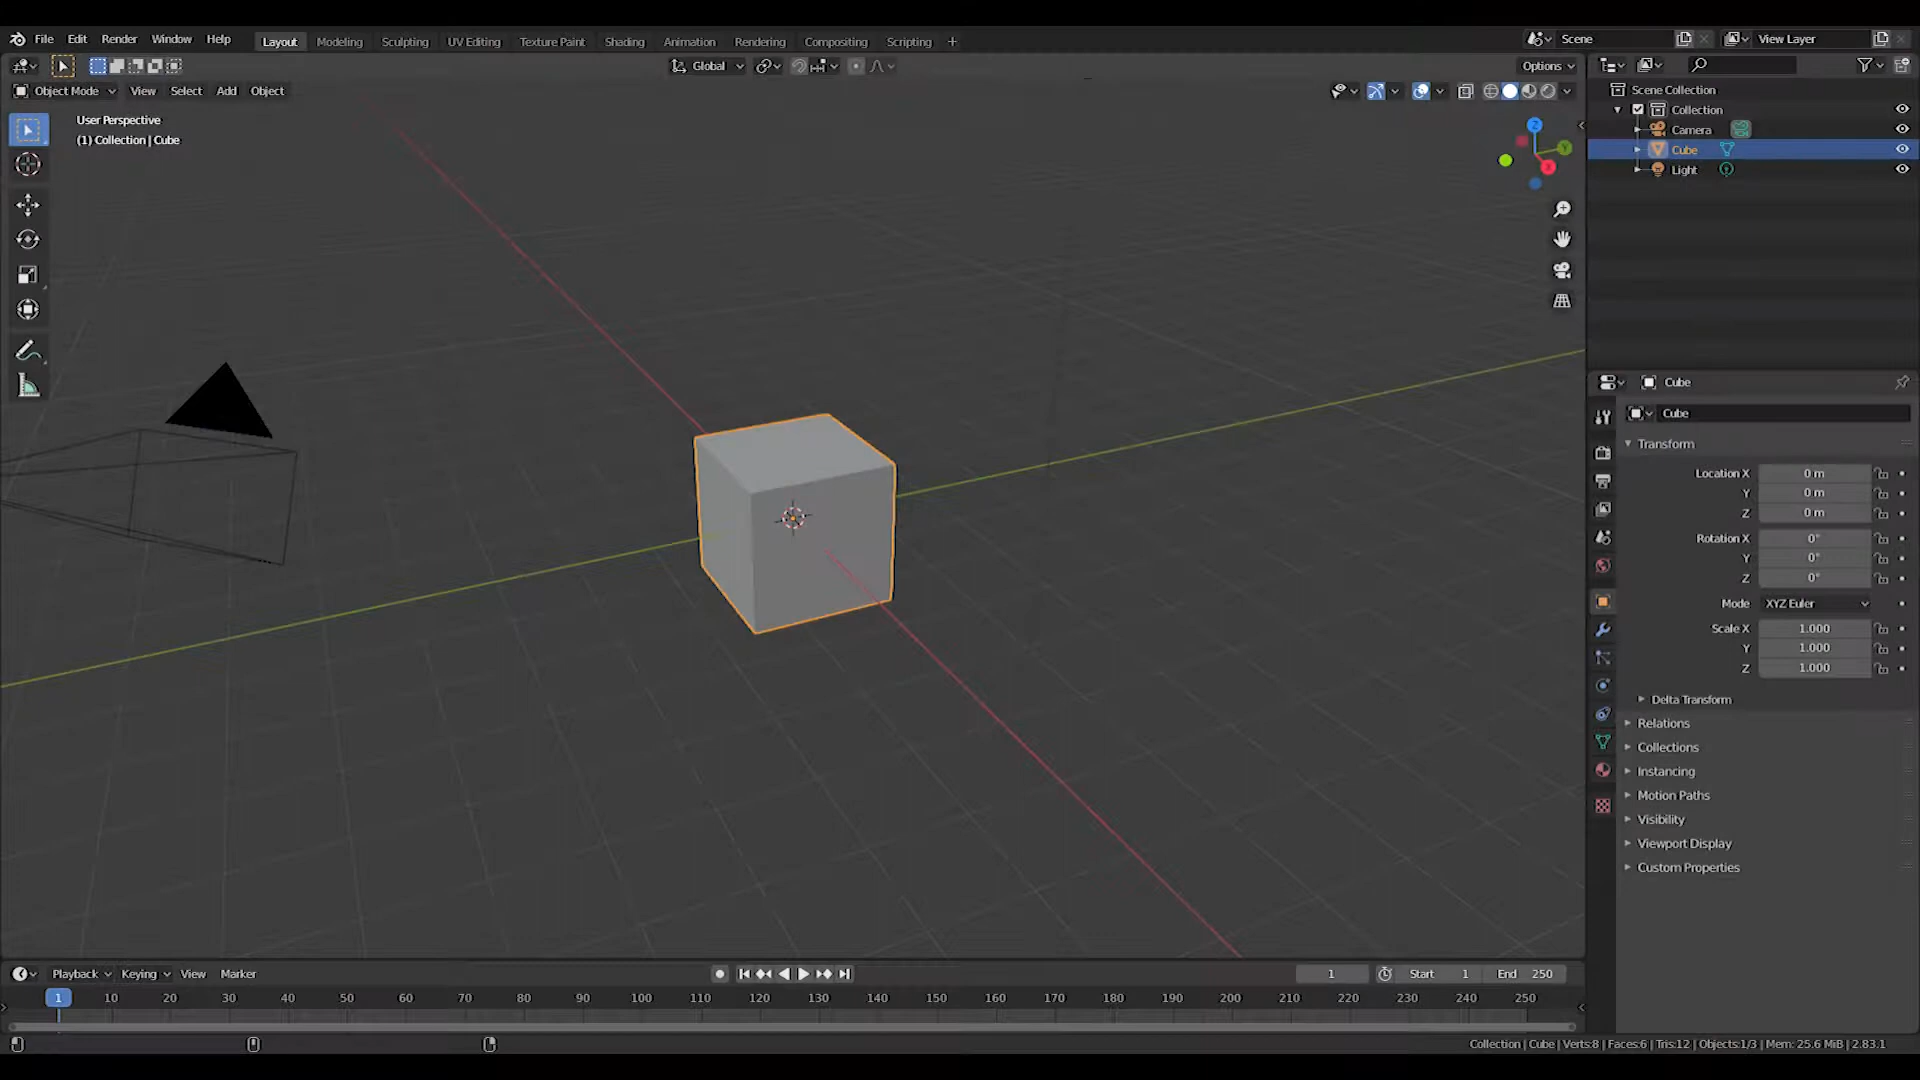 File Edit Render Window Help Layout Modeling Sculpting UV Editing Texture Paint Shading Animation Rendering Compositing Scripting + Scene View Layer
Global Options
Object Mode View Select Add Object
User Perspective
(1) Collection | Cube
Z
Y
X
Scene Collection
Collection
Camera
Cube
Light
Cube
Cube
Transform
Location X 0 m
Y 0 m
Z 0 m
Rotation X 0°
Y 0°
Z 0°
Mode XYZ Euler
Scale X 1.000
Y 1.000
Z 1.000
Delta Transform
Relations
Collections
Instancing
Motion Paths
Visibility
Viewport Display
Custom Properties
Playback Keying View Marker 1 Start 1 End 250
1 10 20 30 40 50 60 70 80 90 100 110 120 130 140 150 160 170 180 190 200 210 220 230 240 250
Collection | Cube | Verts:8 | Faces:6 | Tris:12 | Objects:1/3 | Mem: 25.6 MiB | 2.83.1